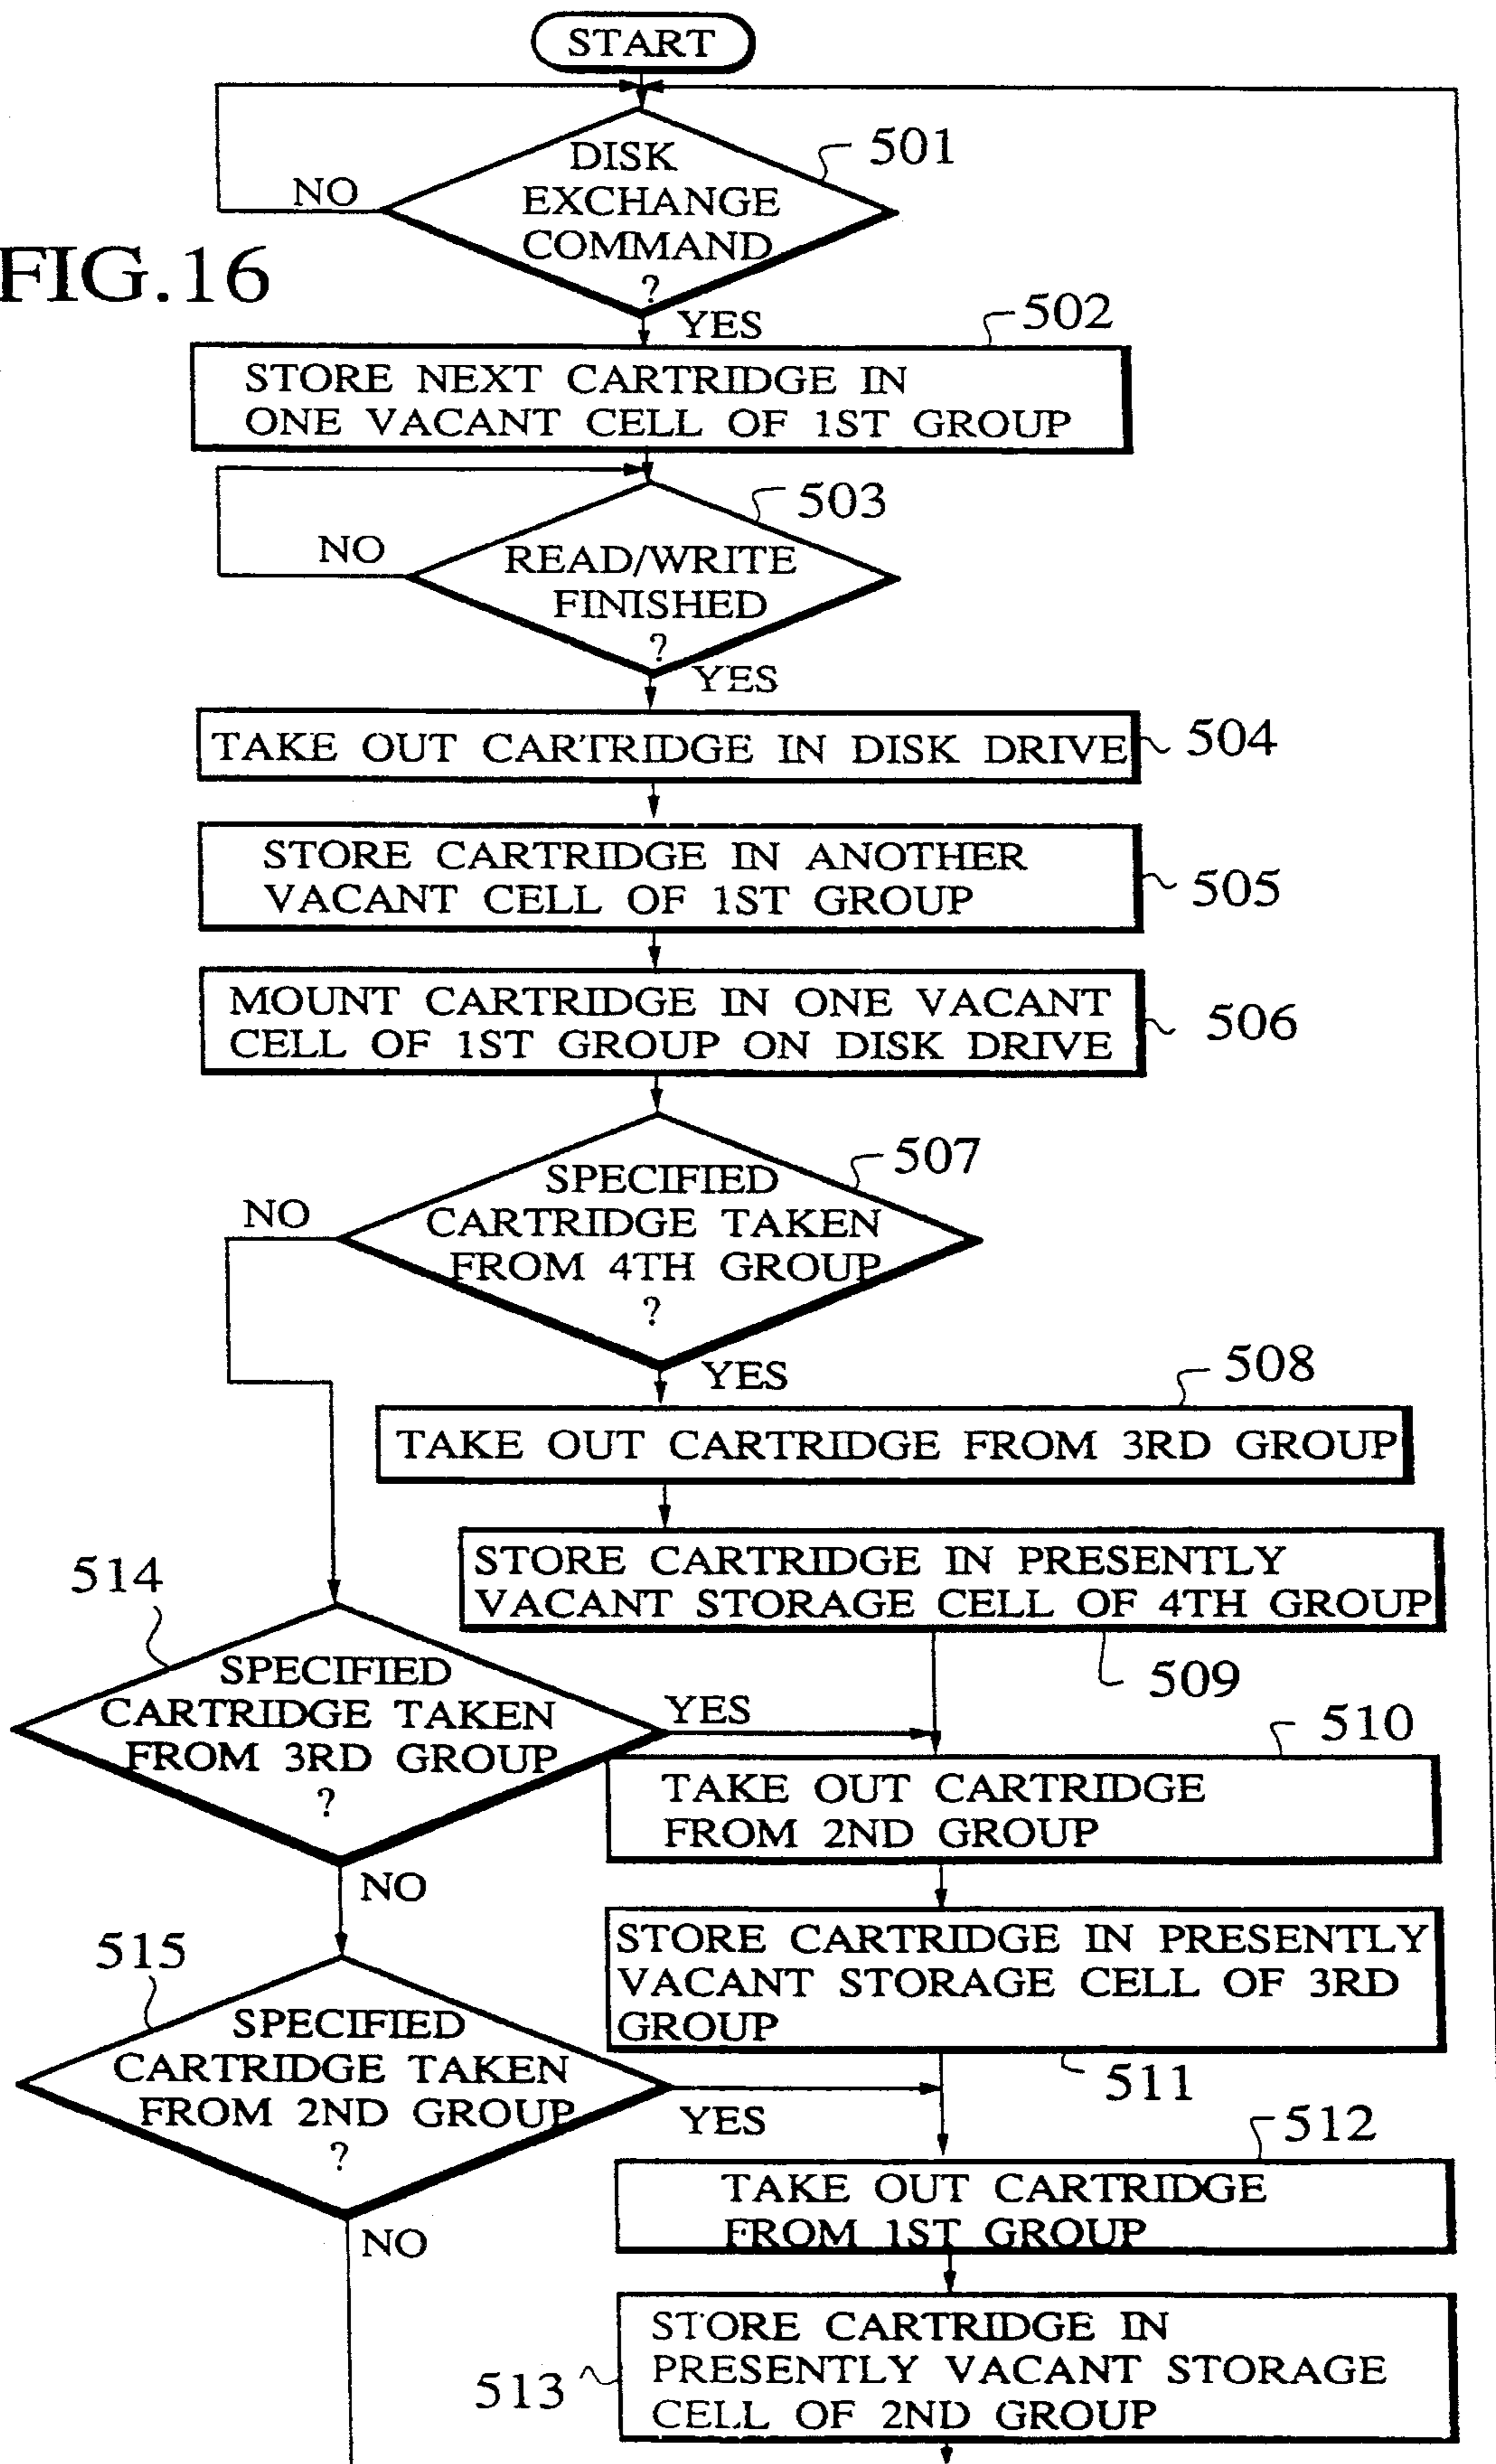 START
DISK
EXCHANGE
COMMAND
?
501
NO
FIG.16
YES
502
STORE NEXT CARTRIDGE IN
ONE VACANT CELL OF 1ST GROUP
503
NO
READ/WRITE
FINISHED
?
YES
TAKE OUT CARTRIDGE IN DISK DRIVE
504
STORE CARTRIDGE IN ANOTHER
VACANT CELL OF 1ST GROUP
505
MOUNT CARTRIDGE IN ONE VACANT
CELL OF 1ST GROUP ON DISK DRIVE
506
507
SPECIFIED
CARTRIDGE TAKEN
FROM 4TH GROUP
?
NO
YES
508
TAKE OUT CARTRIDGE FROM 3RD GROUP
STORE CARTRIDGE IN PRESENTLY
VACANT STORAGE CELL OF 4TH GROUP
509
514
SPECIFIED
CARTRIDGE TAKEN
FROM 3RD GROUP
?
YES
NO
510
TAKE OUT CARTRIDGE
FROM 2ND GROUP
STORE CARTRIDGE IN PRESENTLY
VACANT STORAGE CELL OF 3RD
GROUP
511
515
SPECIFIED
CARTRIDGE TAKEN
FROM 2ND GROUP
?
YES
NO
512
TAKE OUT CARTRIDGE
FROM 1ST GROUP
STORE CARTRIDGE IN
PRESENTLY VACANT STORAGE
CELL OF 2ND GROUP
513